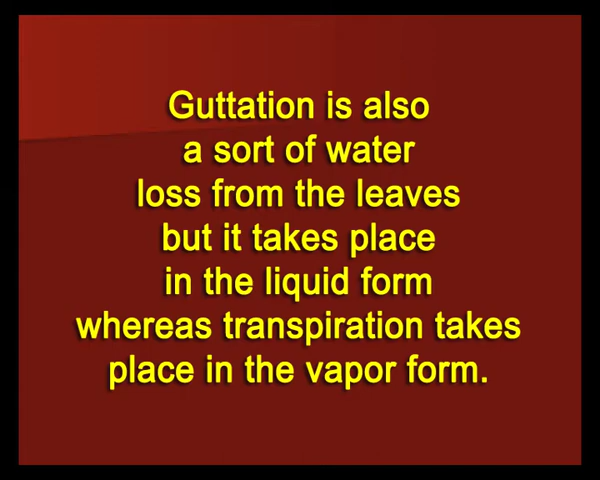 Guttation is also
a sort of water
loss from the leaves
but it takes place
in the liquid form
whereas transpiration takes
place in the vapor form.